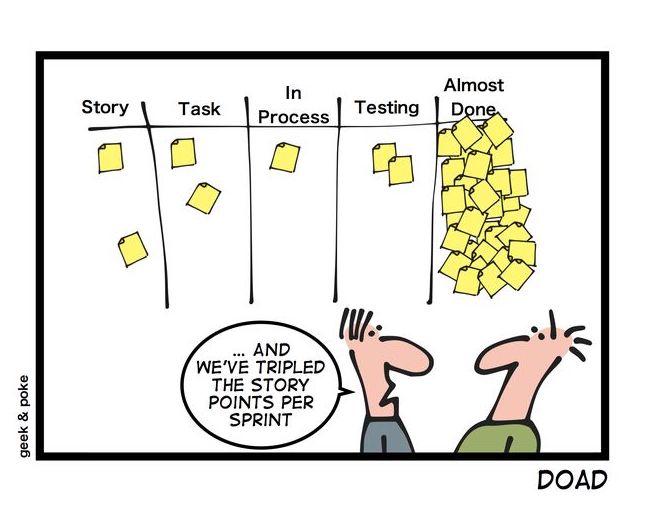 Story
Task
In
Process
Testing
Almost
Done
... AND
WE'VE TRIPLED
THE STORY
POINTS PER
SPRINT
geek & poke
DOAD